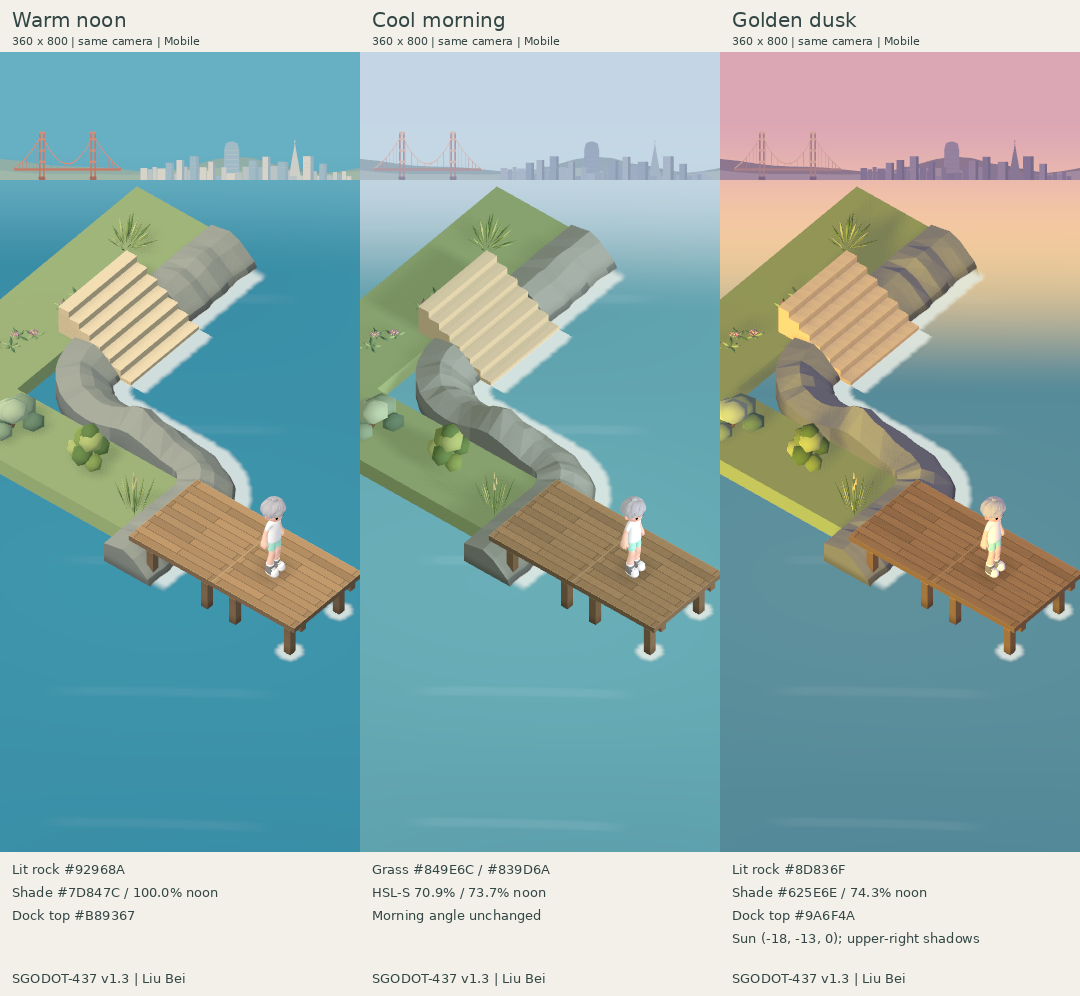 Warm noon
360 x 800 | same camera | Mobile
Cool morning
360 x 800 | same camera | Mobile
Golden dusk
360 x 800 | same camera | Mobile
Lit rock #92968A
Shade #7D847C / 100.0% noon
Dock top #B89367
SGODOT-437 v1.3 | Liu Bei
Grass #849E6C / #839D6A
HSL-S 70.9% / 73.7% noon
Morning angle unchanged
SGODOT-437 v1.3 | Liu Bei
Lit rock #8D836F
Shade #625E6E / 74.3% noon
Dock top #9A6F4A
Sun (-18, -13, 0); upper-right shadows
SGODOT-437 v1.3 | Liu Bei